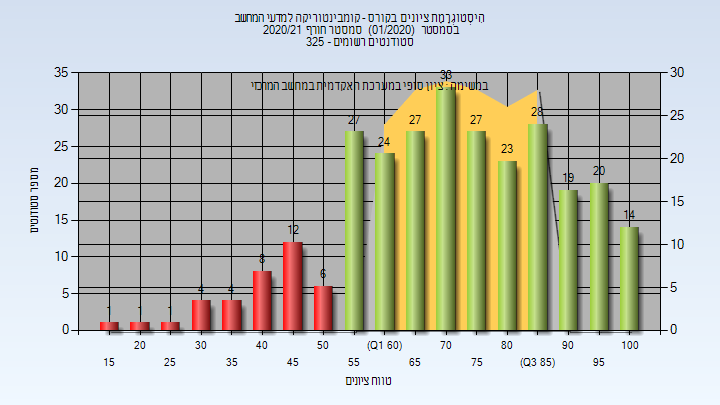 היסטוגרמת ציונים בקורס - קומבינטוריקה למדעי המחשב
בסמסטר (01/2020) סמסטר חורף 2020/21
סטודנטים רשומים - 325
במשימה: ציון סופי במערכת האקדמית במחשב המרכזי
מספר סטודנטים
35 30 25 20 15 10 5 0
30 25 20 15 10 5 0
1 1 1 4 4 8 12 6 27 24 27 33 27 23 28 19 20 14
20 30 40 50 (Q1 60) 70 80 90 100
15 25 35 45 55 65 75 (Q3 85) 95
טווח ציונים